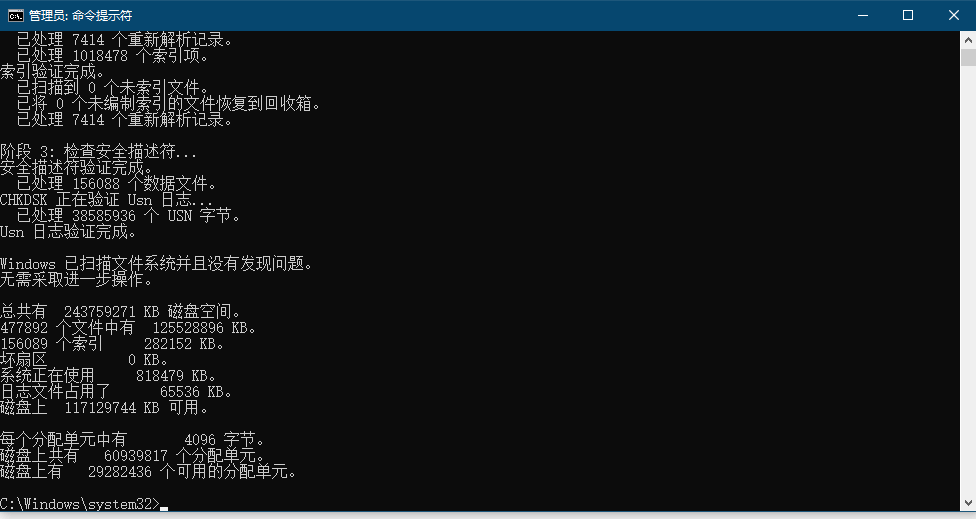 管理员: 命令提示符
已处理 7414 个重新解析记录。
已处理 1018478 个索引项。
索引验证完成。
已扫描到 0 个未索引文件。
已将 0 个未编制索引的文件恢复到回收箱。
已处理 7414 个重新解析记录。
阶段 3: 检查安全描述符...
安全描述符验证完成。
已处理 156088 个数据文件。
CHKDSK 正在验证 Usn 日志...
已处理 38585936 个 USN 字节。
Usn 日志验证完成。
Windows 已扫描文件系统并且没有发现问题。
无需采取进一步操作。
总共有  243759271 KB 磁盘空间。
477892 个文件中有  125528896 KB。
156089 个索引     282152 KB。
坏扇区          0 KB。
系统正在使用     818479 KB。
日志文件占用了      65536 KB。
磁盘上  117129744 KB 可用。
每个分配单元中有       4096 字节。
磁盘上共有   60939817 个分配单元。
磁盘上有   29282436 个可用的分配单元。
C:\Windows\system32>